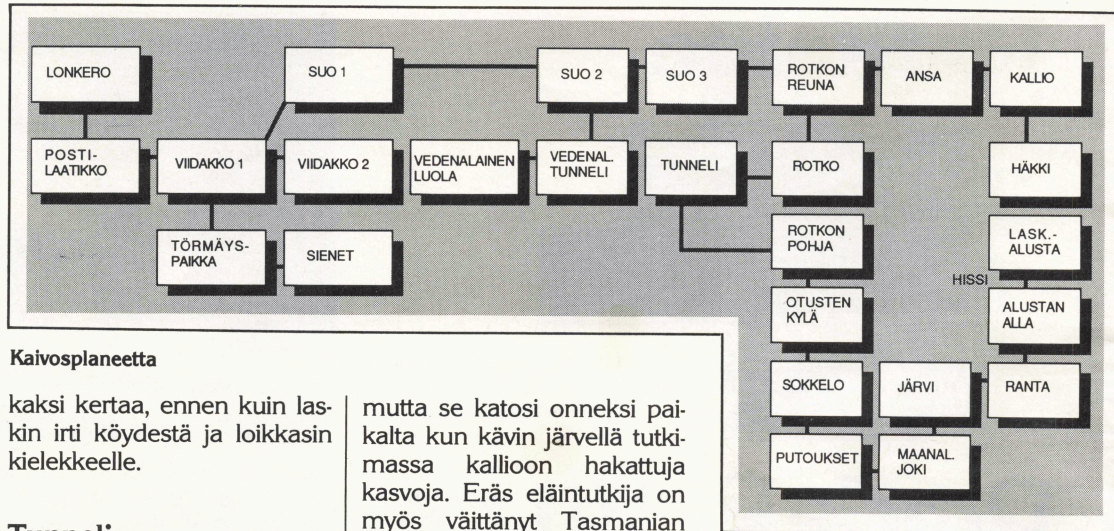 LONKERO
SUO 1
SUO 2
SUO 3
ROTKON
REUNA
ANSA
KALLIO
POSTI-
LAATIKKO
VIIDAKKO 1
VIIDAKKO 2
VEDENALAINEN
LUOLA
VEDENAL.
TUNNELI
TUNNELI
ROTKO
HÄKKI
TÖRMÄYS-
PAIKKA
SIENET
ROTKON
POHJA
LASK.-
ALUSTA
HISSI
OTUSTEN
KYLÄ
ALUSTAN
ALLA
SOKKELO
JÄRVI
RANTA
PUTOUKSET
MAANAL.
JOKI
Kaivosplaneetta
kaksi kertaa, ennen kuin las-
kin irti köydestä ja loikkasin
kielekkeelle.
Tunneli
mutta se katosi onneksi pai-
kalta kun kävin järvellä tutki-
massa kallioon hakattuja
kasvoja. Eräs eläintutkija on
myös väittänyt Tasmanian